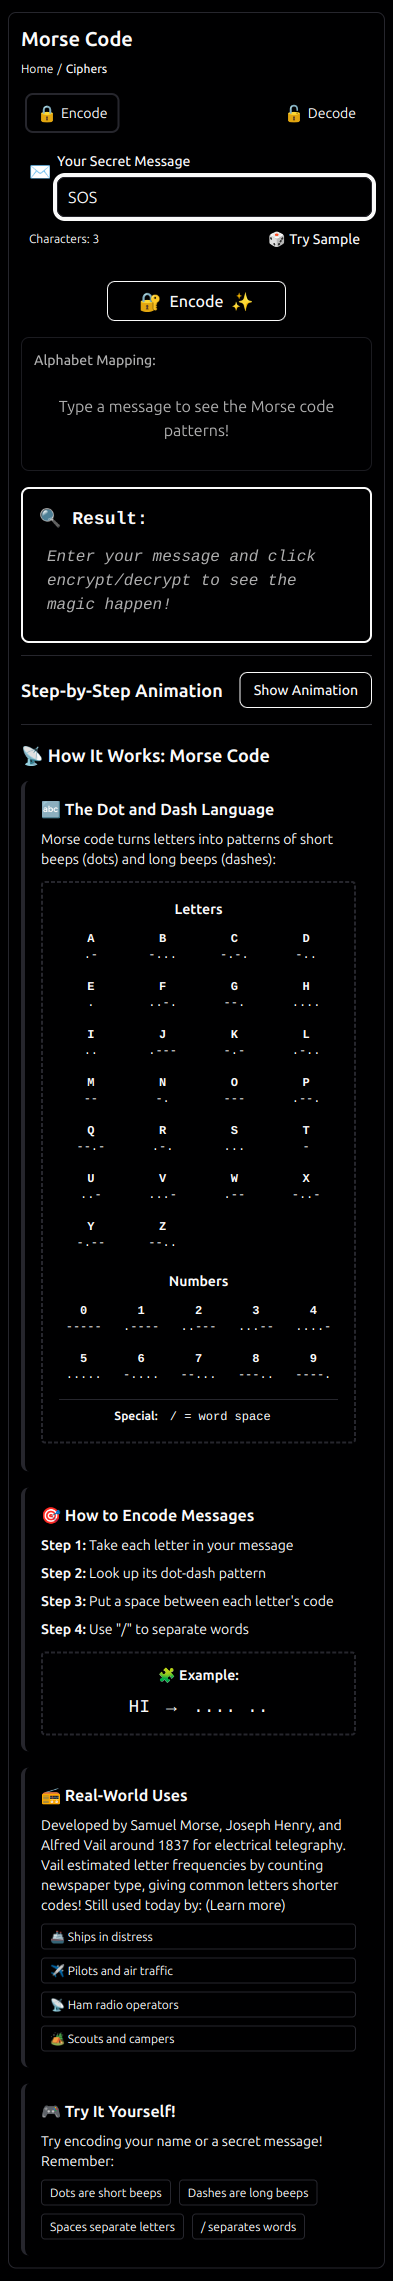 Morse Code
Home / Ciphers
🔒 Encode
🔓 Decode
✉️ Your Secret Message
SOS
Characters: 3
🎲 Try Sample
🔐 Encode ✨
Alphabet Mapping:
Type a message to see the Morse code
patterns!
🔍 Result:
Enter your message and click
encrypt/decrypt to see the
magic happen!
Step-by-Step Animation
Show Animation
📡 How It Works: Morse Code
🔤 The Dot and Dash Language
Morse code turns letters into patterns of short
beeps (dots) and long beeps (dashes):
Letters
A B C D
.- -... -.-. -..
E F G H
. ..-. --. ....
I J K L
.. .--- -.- .-..
M N O P
-- -. --- .--.
Q R S T
--.- .-. ... -
U V W X
..- ...- .-- -..-
Y Z
-.-- --..
Numbers
0 1 2 3 4
----- .---- ..--- ...-- ....-
5 6 7 8 9
..... -.... --... ---.. ----.
Special: / = word space
🎯 How to Encode Messages
Step 1: Take each letter in your message
Step 2: Look up its dot-dash pattern
Step 3: Put a space between each letter's code
Step 4: Use "/" to separate words
🧩 Example:
HI → .... ..
📻 Real-World Uses
Developed by Samuel Morse, Joseph Henry, and
Alfred Vail around 1837 for electrical telegraphy.
Vail estimated letter frequencies by counting
newspaper type, giving common letters shorter
codes! Still used today by: (Learn more)
🚢 Ships in distress
✈️ Pilots and air traffic
📡 Ham radio operators
🏕️ Scouts and campers
🎮 Try It Yourself!
Try encoding your name or a secret message!
Remember:
Dots are short beeps
Dashes are long beeps
Spaces separate letters
/ separates words